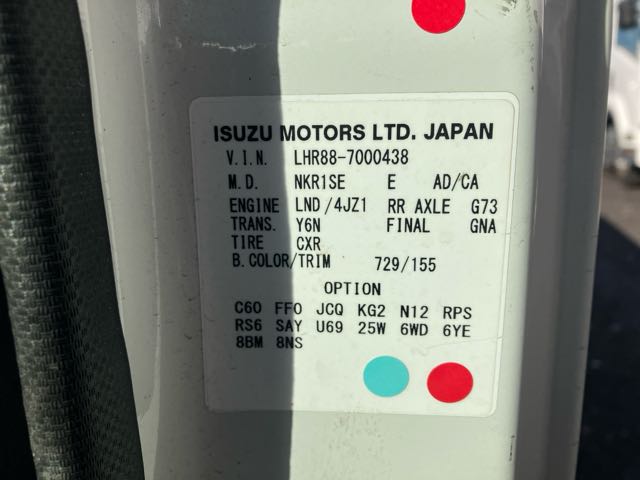 ISUZU MOTORS LTD. JAPAN
V.I.N. LHR88-7000438
M.D. NKR1SE E AD/CA
ENGINE LND/4JZ1 RR AXLE G73
TRANS. Y6N FINAL GNA
TIRE CXR
B.COLOR/TRIM 729/155
OPTION
C60 FF0 JCQ KG2 N12 RPS
RS6 SAY U69 25W 6WD 6YE
8BM 8NS